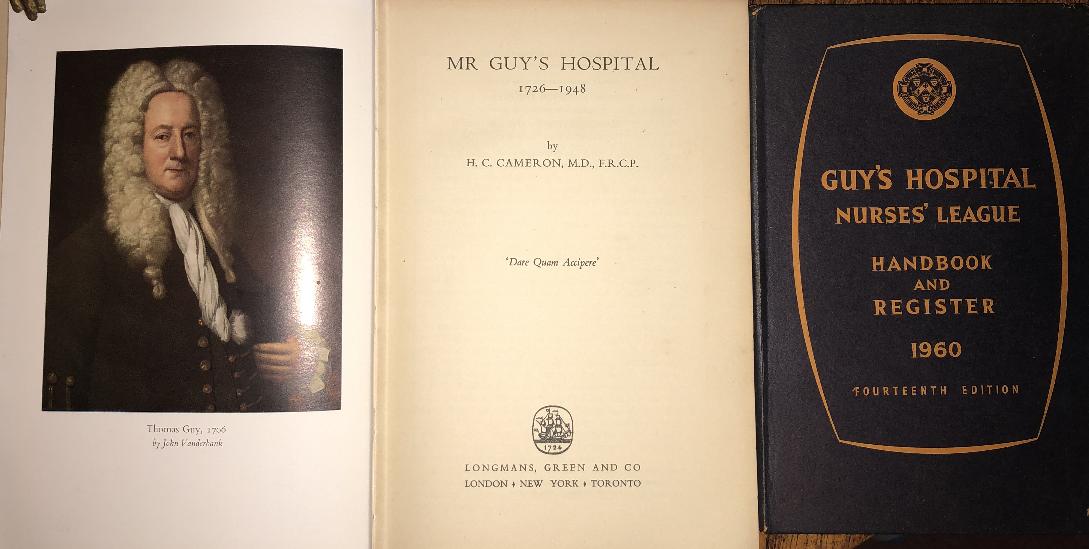 Thomas Guy, 1706
by John Vanderbank
MR GUY'S HOSPITAL
1726—1948
by
H. C. CAMERON, M.D., F.R.C.P.
'Dare Quam Accipere'
1724
LONGMANS, GREEN AND CO
LONDON ♦ NEW YORK ♦ TORONTO
GUY'S HOSPITAL
NURSES' LEAGUE
HANDBOOK
AND
REGISTER
1960
FOURTEENTH EDITION